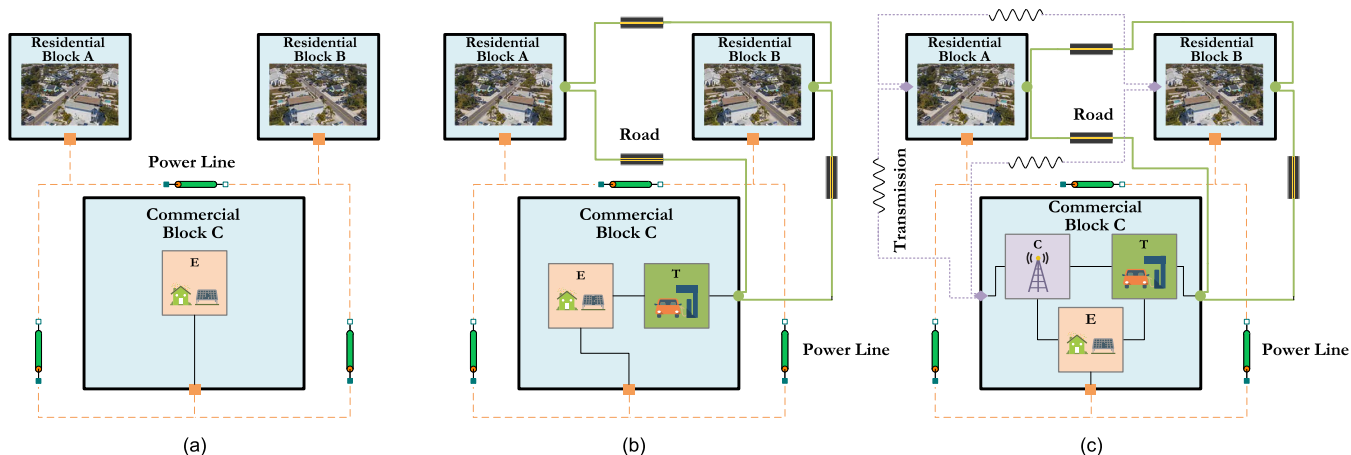 Residential
Block A
Residential
Block B
Power Line
Commercial
Block C
E
(a)
Residential
Block A
Residential
Block B
Road
Commercial
Block C
E
T
Power Line
(b)
Residential
Block A
Residential
Block B
Road
Transmission
Commercial
Block C
C
T
E
Power Line
(c)